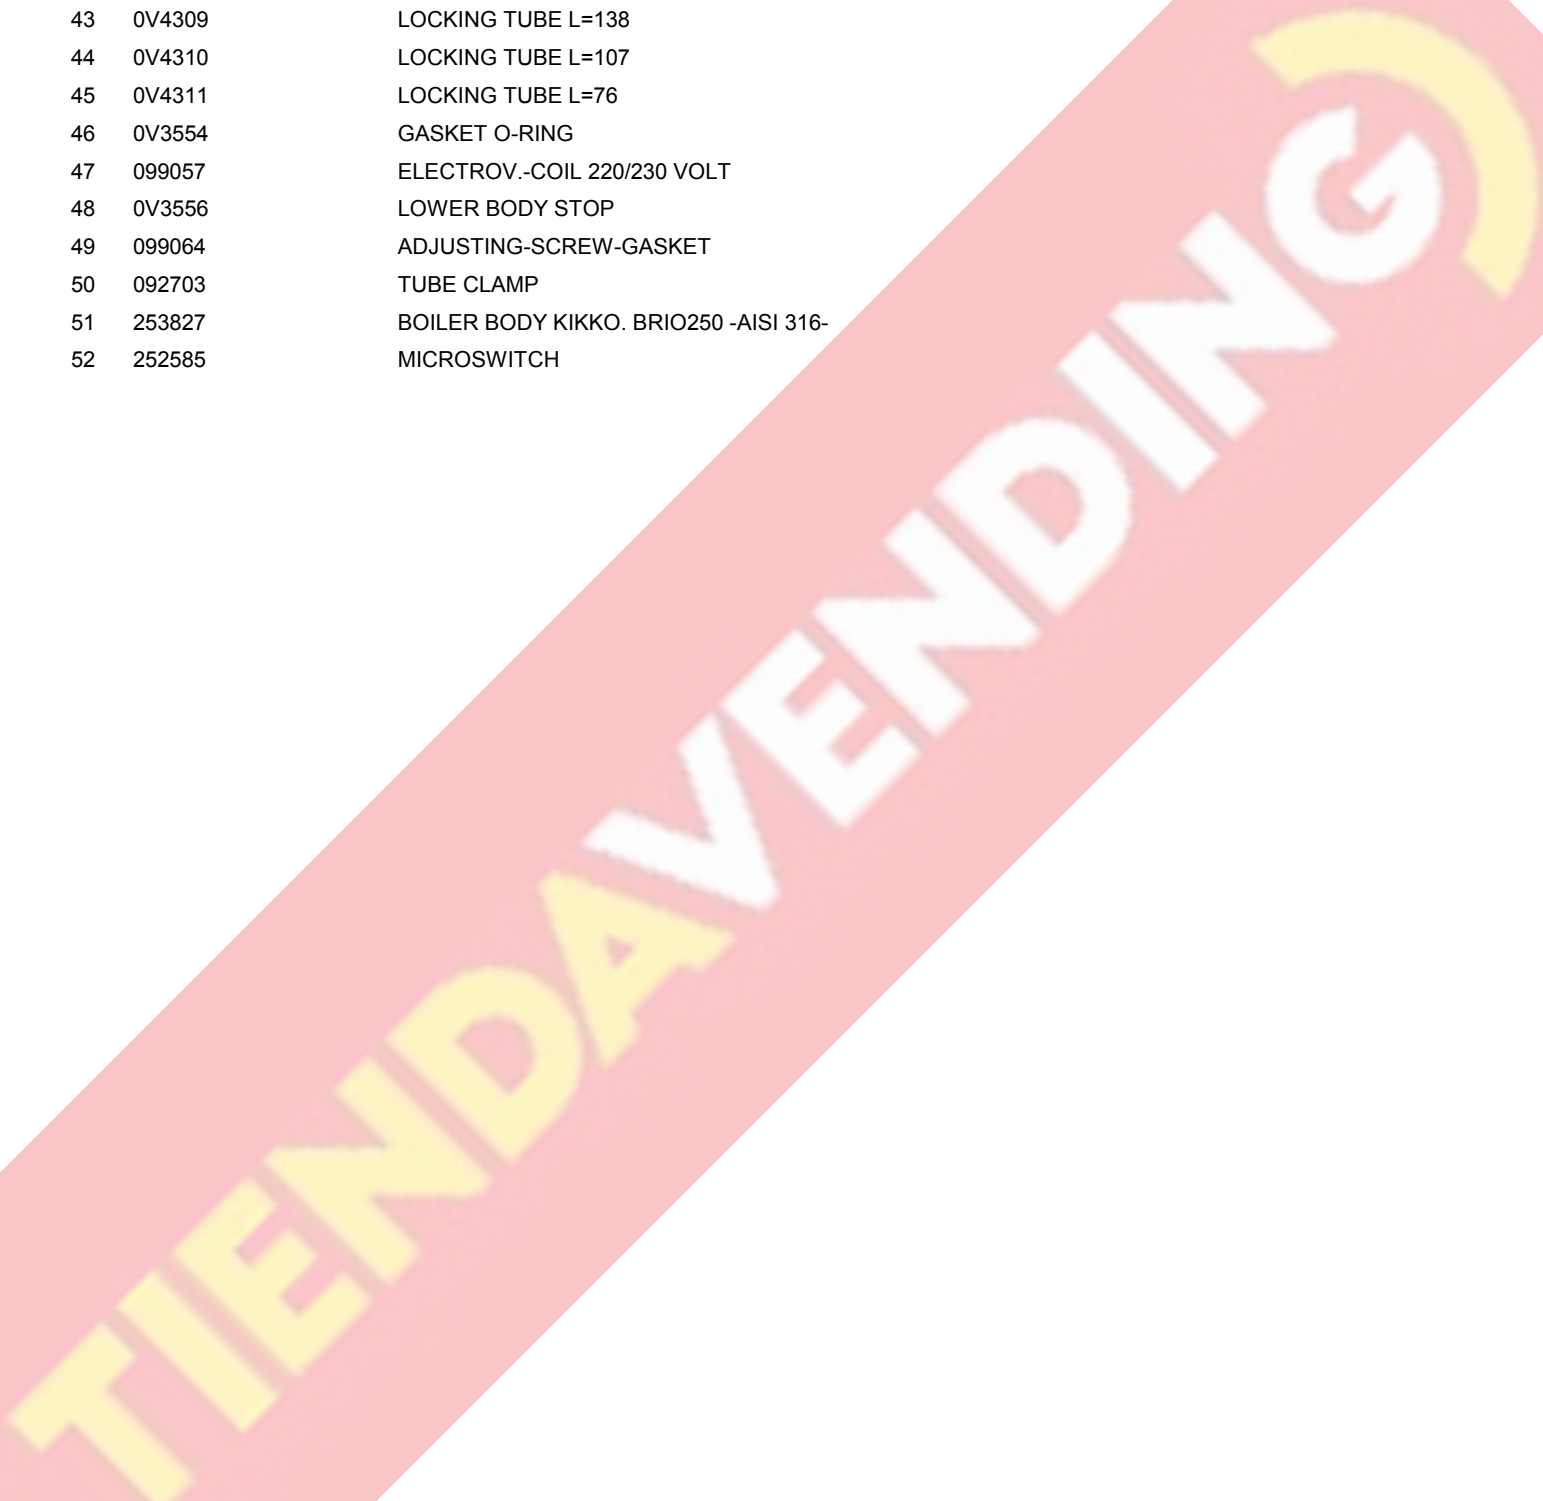 43 0V4309 LOCKING TUBE L=138
44 0V4310 LOCKING TUBE L=107
45 0V4311 LOCKING TUBE L=76
46 0V3554 GASKET O-RING
47 099057 ELECTROV.-COIL 220/230 VOLT
48 0V3556 LOWER BODY STOP
49 099064 ADJUSTING-SCREW-GASKET
50 092703 TUBE CLAMP
51 253827 BOILER BODY KIKKO. BRIO250 -AISI 316-
52 252585 MICROSWITCH
TIENDAVENDING